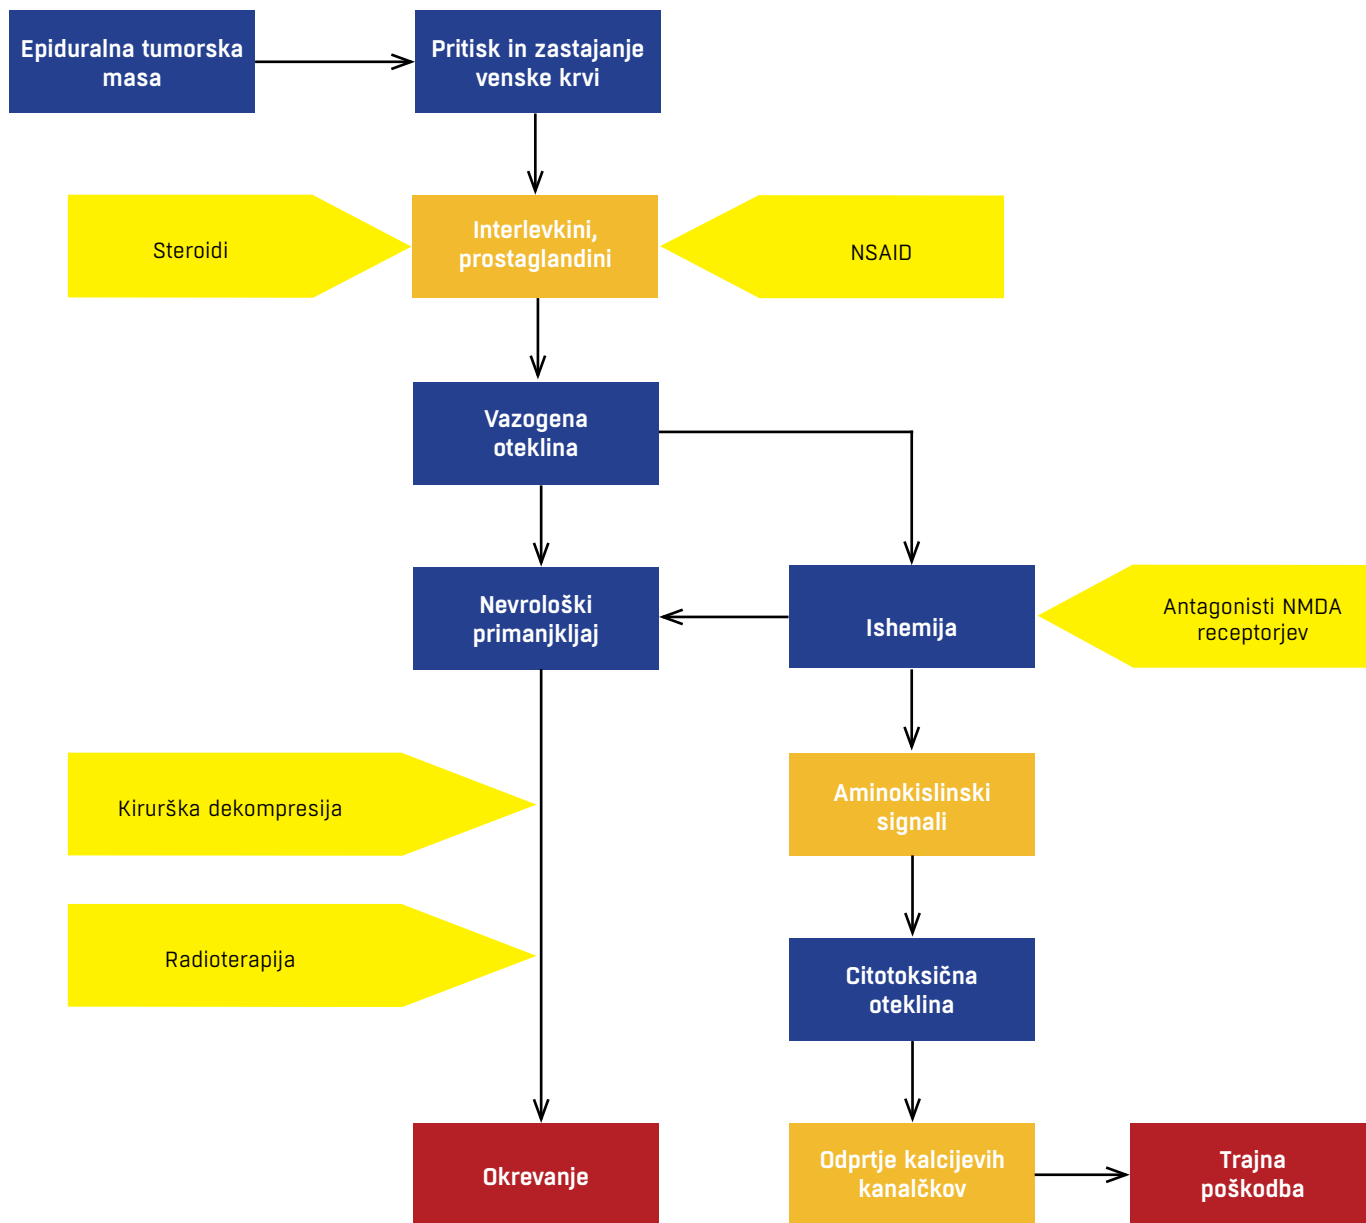 Epiduralna tumorska
masa
Pritisk in zastajanje
venske krvi
Steroidi
Interlevkini,
prostaglandini
NSAID
Vazogena
oteklina
Nevrološki
primanjkljaj
Ishemija
Antagonisti NMDA
receptorjev
Kirurška dekompresija
Aminokislinski
signali
Radioterapija
Citotoksična
oteklina
Okrevanje
Odprtje kalcijevih
kanalčkov
Trajna
poškodba